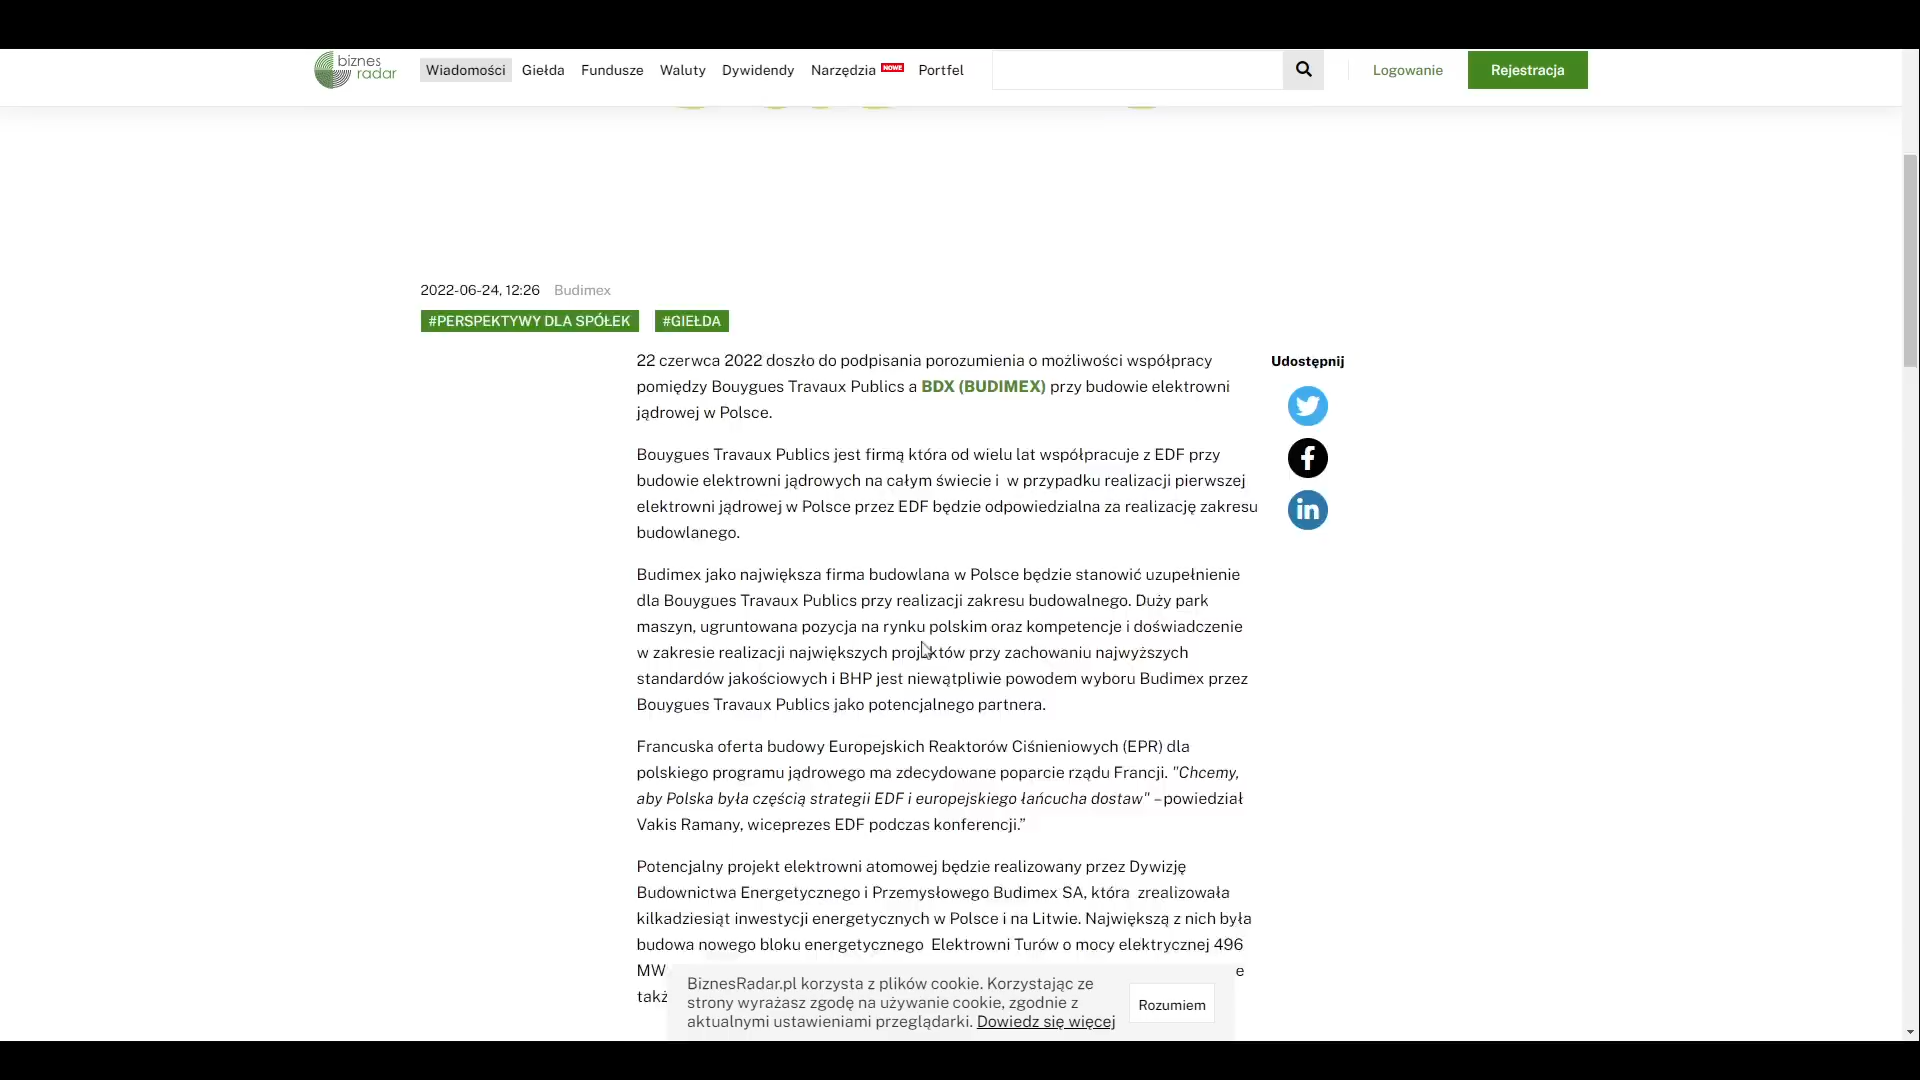 biznes
radar
Wiadomości Giełda Fundusze Waluty Dywidendy Narzędzia NOWE Portfel
Logowanie Rejestracja
2022-06-24, 12:26 Budimex
#PERSPEKTYWY DLA SPÓŁEK #GIEŁDA
22 czerwca 2022 doszło do podpisania porozumienia o możliwości współpracy
pomiędzy Bouygues Travaux Publics a BDX (BUDIMEX) przy budowie elektrowni
jądrowej w Polsce.
Udostępnij
Bouygues Travaux Publics jest firmą która od wielu lat współpracuje z EDF przy
budowie elektrowni jądrowych na całym świecie i w przypadku realizacji pierwszej
elektrowni jądrowej w Polsce przez EDF będzie odpowiedzialna za realizację zakresu
budowlanego.
Budimex jako największa firma budowlana w Polsce będzie stanowić uzupełnienie
dla Bouygues Travaux Publics przy realizacji zakresu budowalnego. Duży park
maszyn, ugruntowana pozycja na rynku polskim oraz kompetencje i doświadczenie
w zakresie realizacji największych projektów przy zachowaniu najwyższych
standardów jakościowych i BHP jest niewątpliwie powodem wyboru Budimex przez
Bouygues Travaux Publics jako potencjalnego partnera.
Francuska oferta budowy Europejskich Reaktorów Ciśnieniowych (EPR) dla
polskiego programu jądrowego ma zdecydowane poparcie rządu Francji. "Chcemy,
aby Polska była częścią strategii EDF i europejskiego łańcucha dostaw" – powiedział
Vakis Ramany, wiceprezes EDF podczas konferencji.”
Potencjalny projekt elektrowni atomowej będzie realizowany przez Dywizję
Budownictwa Energetycznego i Przemysłowego Budimex SA, która zrealizowała
kilkadziesiąt inwestycji energetycznych w Polsce i na Litwie. Największą z nich była
budowa nowego bloku energetycznego Elektrowni Turów o mocy elektrycznej 496
MW
BiznesRadar.pl korzysta z plików cookie. Korzystając ze
strony wyrażasz zgodę na używanie cookie, zgodnie z
aktualnymi ustawieniami przeglądarki. Dowiedz się więcej
Rozumiem